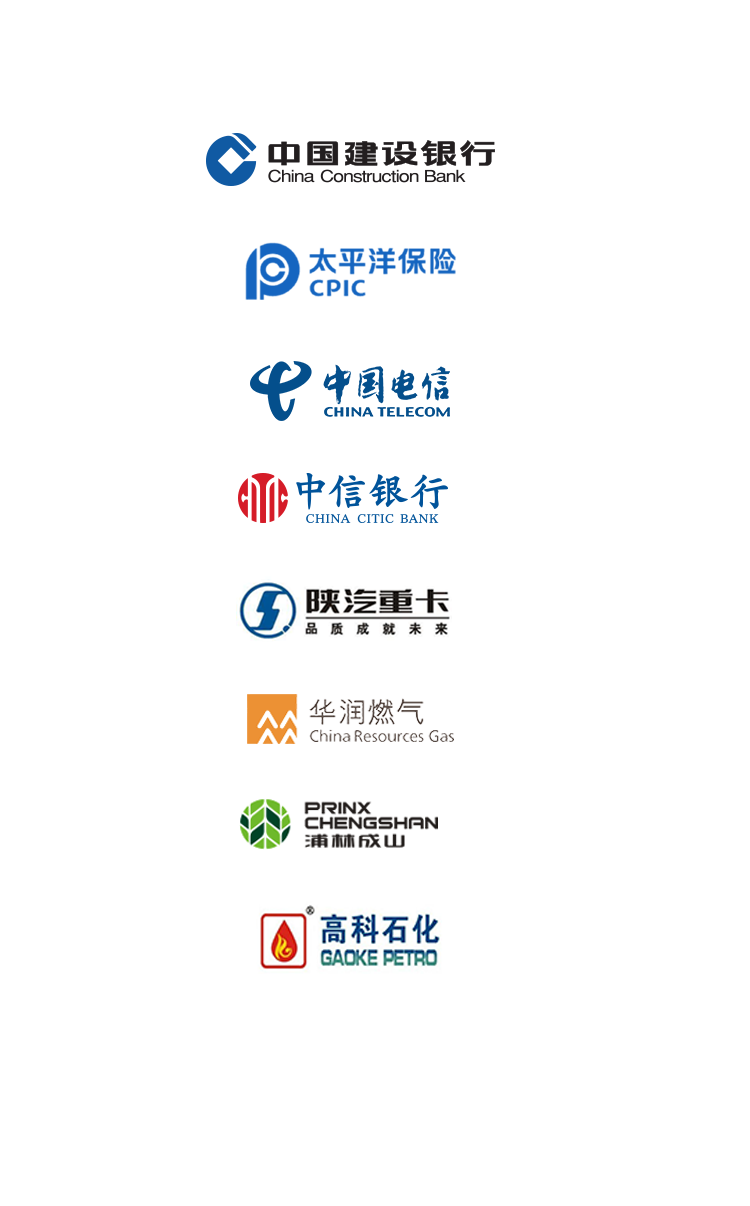 中国建设银行
China Construction Bank
太平洋保险
CPIC
中国电信
CHINA TELECOM
中信银行
CHINA CITIC BANK
陕汽重卡
品质成就未来
华润燃气
China Resources Gas
PRINX
CHENGSHAN
浦林成山
®
高科石化
GAOKE PETRO